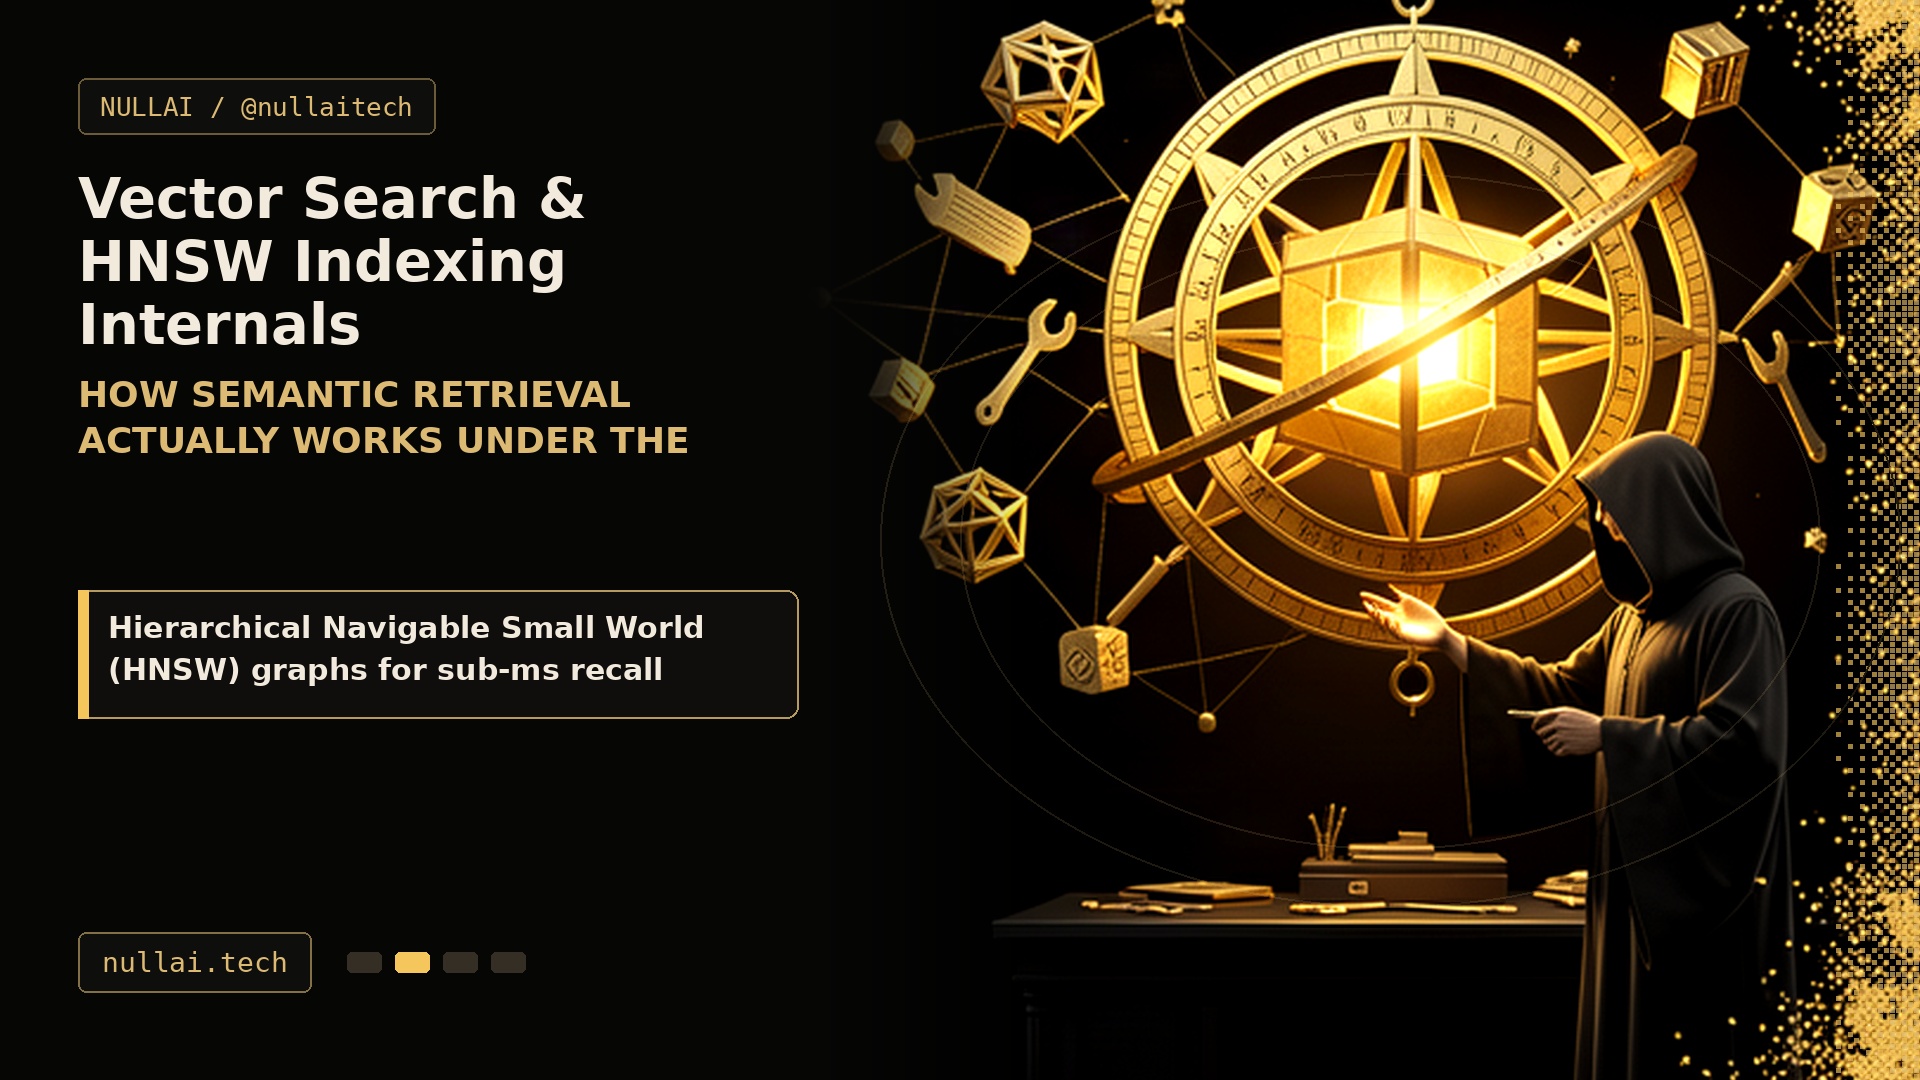 NULLAI / @nullaitech
Vector Search &
HNSW Indexing
Internals
HOW SEMANTIC RETRIEVAL
ACTUALLY WORKS UNDER THE
Hierarchical Navigable Small World
(HNSW) graphs for sub-ms recall
nullai.tech